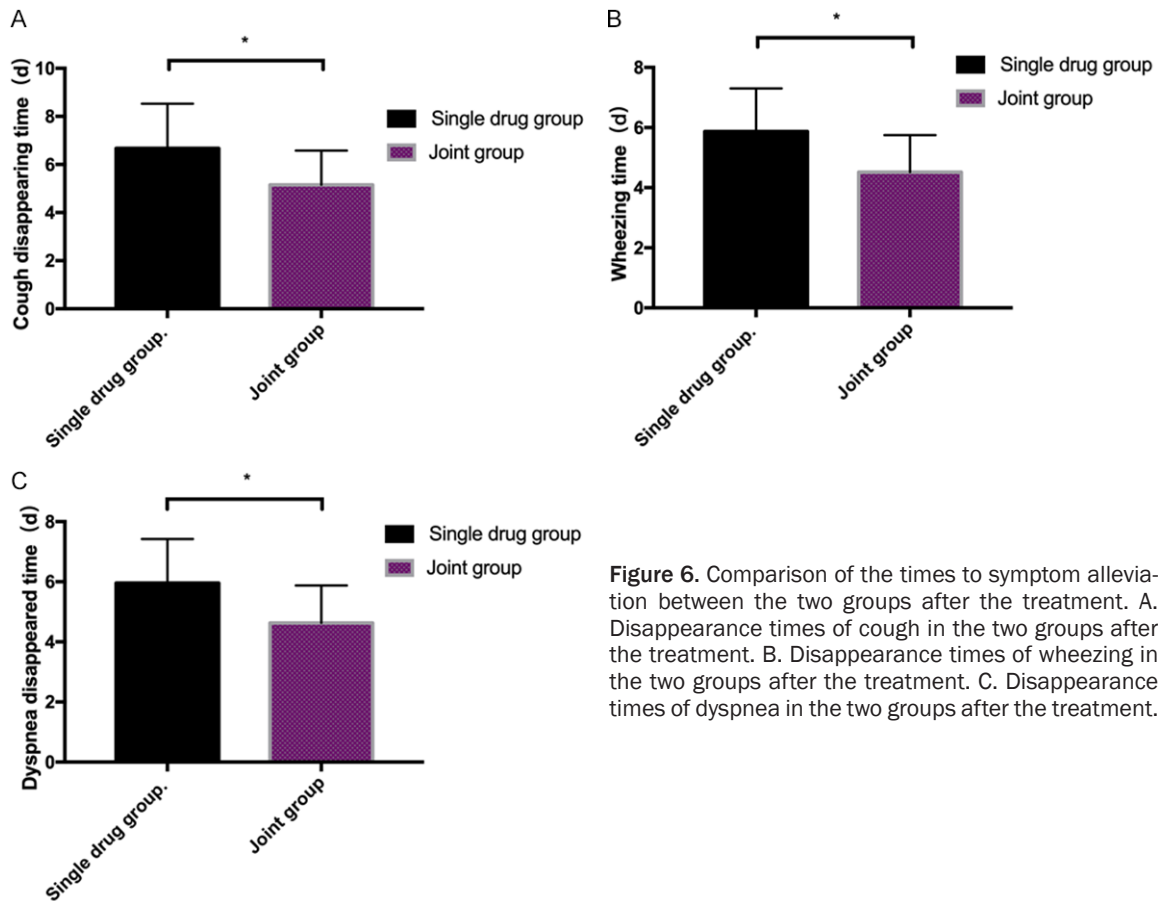 A
*
Cough disappearing time (d)
10
8
6
4
2
0
Single drug group.
Joint group
Single drug group
Joint group
B
*
Wheezing time (d)
8
6
4
2
0
Single drug group.
Joint group
Single drug group
Joint group
C
*
Dyspnea disappeared time (d)
8
6
4
2
0
Single drug group.
Joint group
Single drug group
Joint group
Figure 6. Comparison of the times to symptom allevia-
tion between the two groups after the treatment. A.
Disappearance times of cough in the two groups after
the treatment. B. Disappearance times of wheezing in
the two groups after the treatment. C. Disappearance
times of dyspnea in the two groups after the treatment.